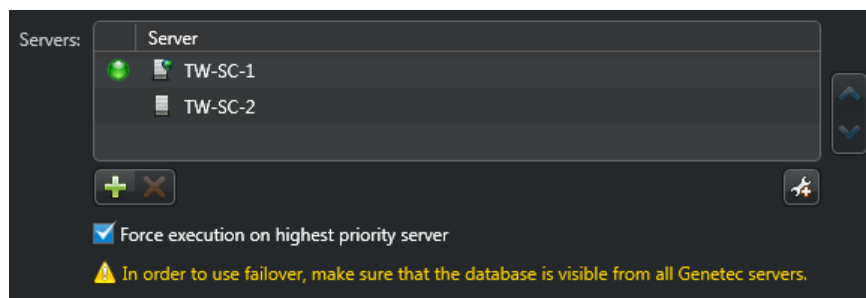 Servers:
Server
TW-SC-1
TW-SC-2
Force execution on highest priority server
In order to use failover, make sure that the database is visible from all Genetec servers.